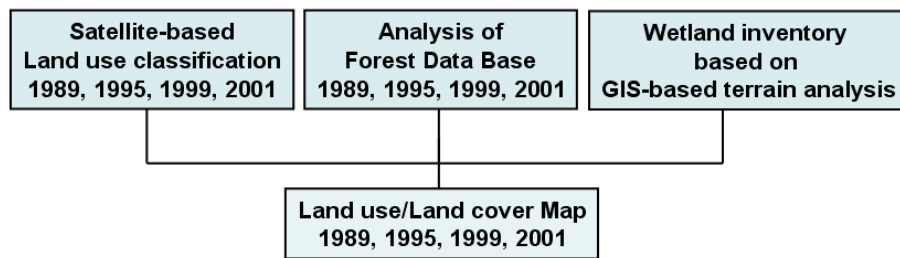 Satellite-based
Land use classification
1989, 1995, 1999, 2001
Analysis of
Forest Data Base
1989, 1995, 1999, 2001
Wetland inventory
based on
GIS-based terrain analysis
Land use/Land cover Map
1989, 1995, 1999, 2001